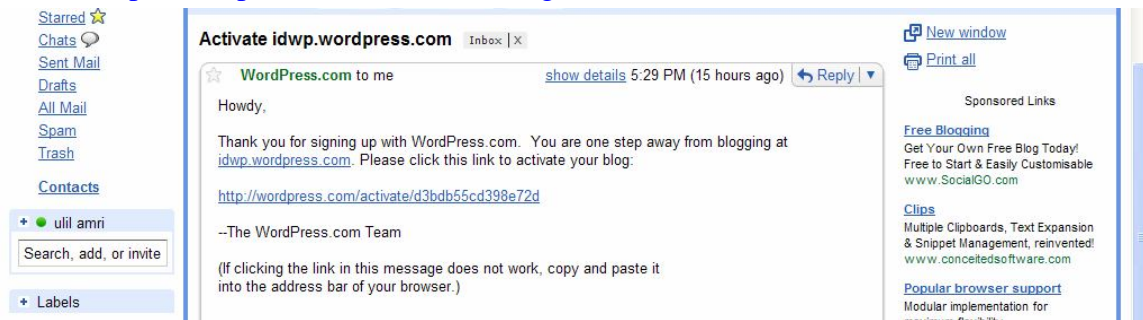 Starred
Chats
Sent Mail
Drafts
All Mail
Spam
Trash
Contacts
ulil amri
Search, add, or invite
Labels
Activate idwp.wordpress.com Inbox | X
WordPress.com to me show details 5:29 PM (15 hours ago) Reply
Howdy,
Thank you for signing up with WordPress.com. You are one step away from blogging at
idwp.wordpress.com. Please click this link to activate your blog:
http://wordpress.com/activate/d3bdb55cd398e72d
--The WordPress.com Team
(If clicking the link in this message does not work, copy and paste it
into the address bar of your browser.)
New window
Print all
Sponsored Links
Free Blogging
Get Your Own Free Blog Today!
Free to Start & Easily Customisable
www.SocialGO.com
Clips
Multiple Clipboards, Text Expansion
& Snippet Management, reinvented!
www.conceitedsoftware.com
Popular browser support
Modular implementation for